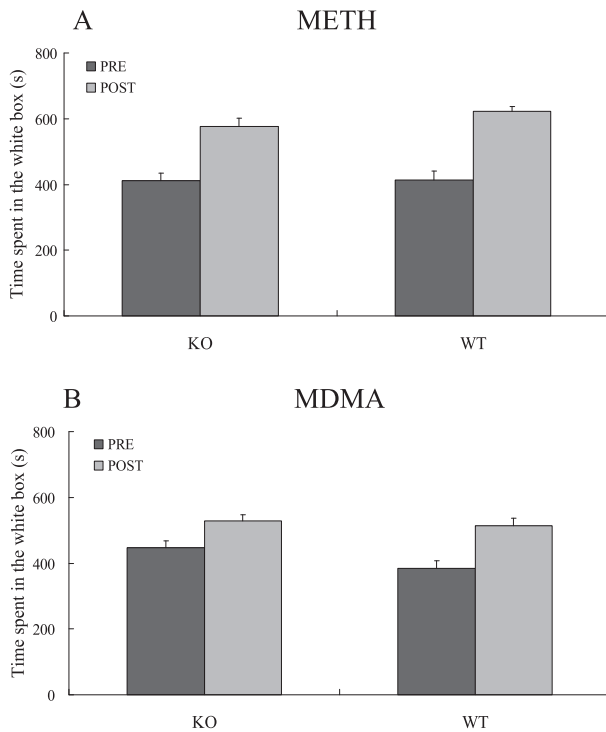 A METH
800
PRE
POST
600
400
200
0
Time spent in the white box (s)
KO WT
B MDMA
800
PRE
POST
600
400
200
0
Time spent in the white box (s)
KO WT